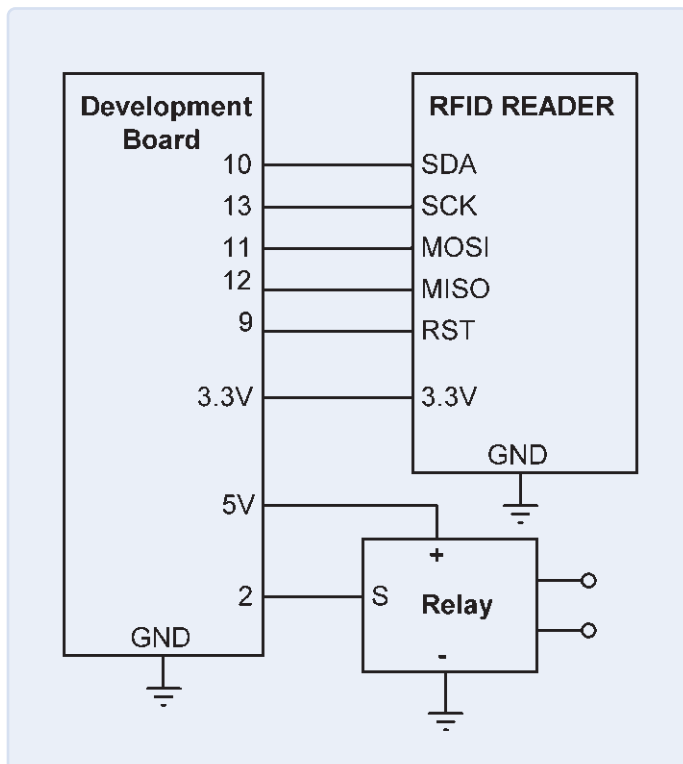 Development
Board
RFID READER
10
SDA
13
SCK
11
MOSI
12
MISO
9
RST
3.3V
3.3V
GND
5V
+
2
S
Relay
GND
-